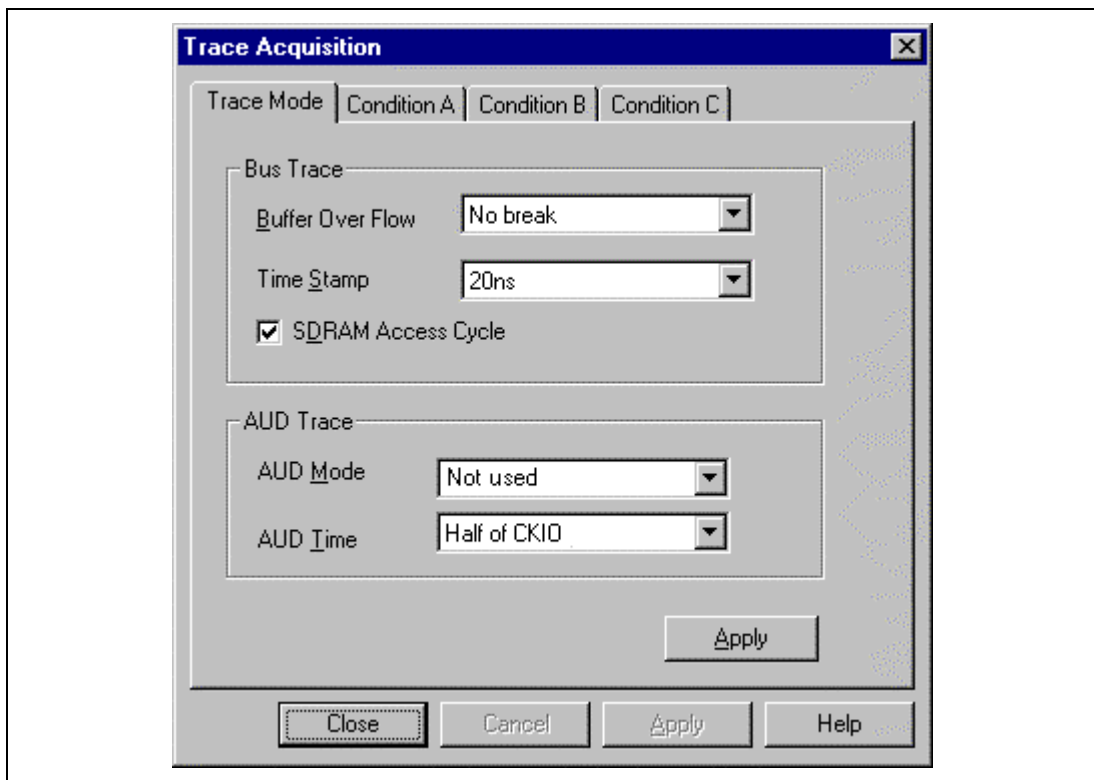 Trace Acquisition
Trace Mode Condition A Condition B Condition C
Bus Trace
Buffer Over Flow No break
Time Stamp 20ns
SDRAM Access Cycle
AUD Trace
AUD Mode Not used
AUD Time Half of CKIO
Apply
Close Cancel Apply Help